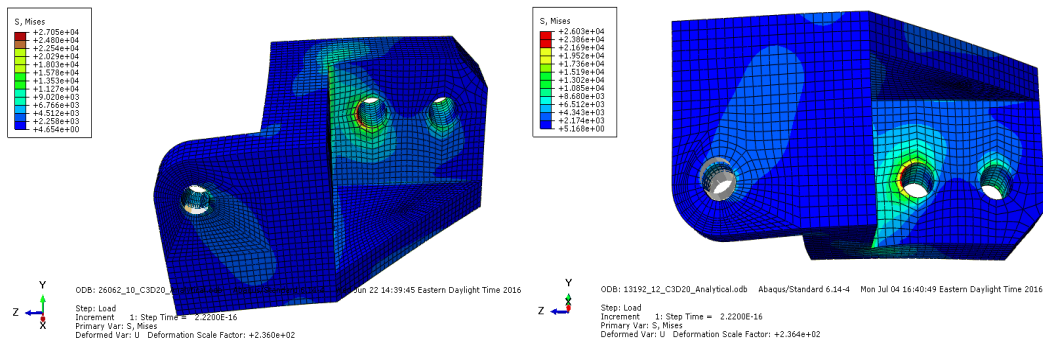 S, Mises
+2.705e+04
+2.480e+04
+2.254e+04
+2.029e+04
+1.803e+04
+1.578e+04
+1.353e+04
+1.127e+04
+9.020e+03
+6.766e+03
+4.512e+03
+2.258e+03
+4.654e+00
Y
Z
X
ODB: 26062_10_C3D20_ Jun 22 14:39:45 Eastern Daylight Time 2016
Step: Load
Increment 1: Step Time = 2.2200E-16
Primary Var: S, Mises
Deformed Var: U Deformation Scale Factor: +2.360e+02
S, Mises
+2.603e+04
+2.386e+04
+2.169e+04
+1.952e+04
+1.736e+04
+1.519e+04
+1.302e+04
+1.085e+04
+8.680e+03
+6.512e+03
+4.343e+03
+2.174e+03
+5.168e+00
Y
Z
X
ODB: 13192_12_C3D20_Analytical.odb Abaqus/Standard 6.14-4 Mon Jul 04 16:40:49 Eastern Daylight Time 2016
Step: Load
Increment 1: Step Time = 2.2200E-16
Primary Var: S, Mises
Deformed Var: U Deformation Scale Factor: +2.364e+02